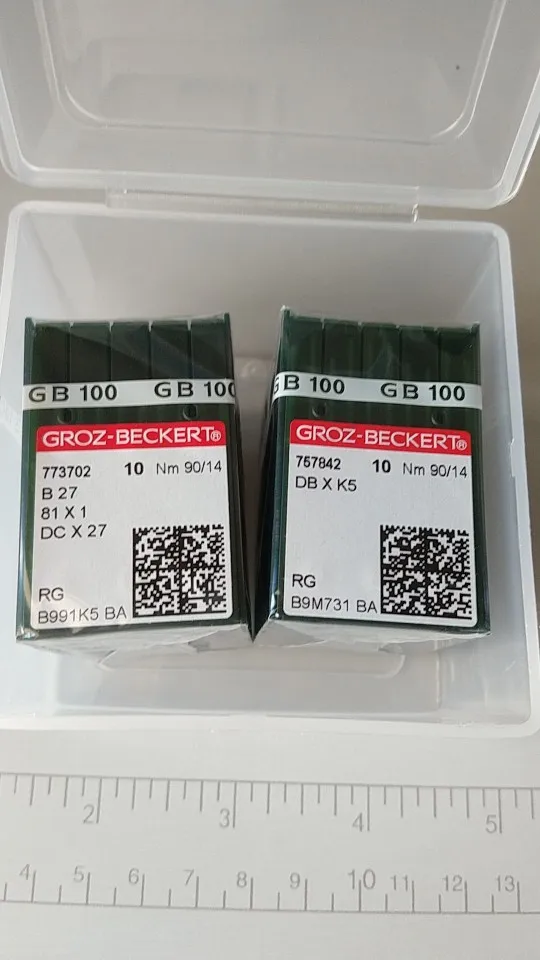 GB 100 GB 100
GROZ-BECKERT®
773702 10 Nm 90/14
B 27
81 X 1
DC X 27
RG
B991K5 BA
GB 100 GB 100
GROZ-BECKERT®
757842 10 Nm 90/14
DB X K5
RG
B9M731 BA
2 3 4 5
4 5 6 7 8 9 10 11 12 13